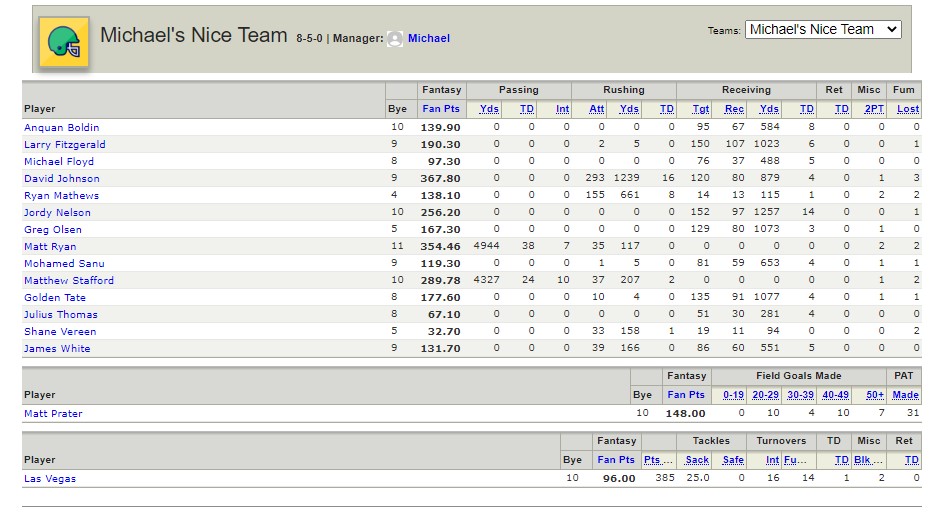 Michael's Nice Team 8-5-0 | Manager: Michael Teams: Michael's Nice Team
Fantasy Passing Rushing Receiving Ret Misc Fum
Player Bye Fan Pts Yds TD Int Att Yds TD Tgt Rec Yds TD TD 2PT Lost
Anquan Boldin 10 139.90 0 0 0 0 0 0 95 67 584 8 0 0 0
Larry Fitzgerald 9 190.30 0 0 0 2 5 0 150 107 1023 6 0 0 1
Michael Floyd 8 97.30 0 0 0 0 0 0 76 37 488 5 0 0 0
David Johnson 9 367.80 0 0 0 293 1239 16 120 80 879 4 0 1 3
Ryan Mathews 4 138.10 0 0 0 155 661 8 14 13 115 1 0 2 2
Jordy Nelson 10 256.20 0 0 0 0 0 0 152 97 1257 14 0 0 1
Greg Olsen 5 167.30 0 0 0 0 0 0 129 80 1073 3 0 1 0
Matt Ryan 11 354.46 4944 38 7 35 117 0 0 0 0 0 0 2 2
Mohamed Sanu 9 119.30 0 0 0 1 5 0 81 59 653 4 0 1 1
Matthew Stafford 10 289.78 4327 24 10 37 207 2 0 0 0 0 0 1 2
Golden Tate 8 177.60 0 0 0 10 4 0 135 91 1077 4 0 1 1
Julius Thomas 8 67.10 0 0 0 0 0 0 51 30 281 4 0 0 0
Shane Vereen 5 32.70 0 0 0 33 158 1 19 11 94 0 0 0 2
James White 9 131.70 0 0 0 39 166 0 86 60 551 5 0 0 0
Fantasy Field Goals Made PAT
Player Bye Fan Pts 0-19 20-29 30-39 40-49 50+ Made
Matt Prater 10 148.00 0 10 4 10 7 31
Fantasy Tackles Turnovers TD Misc Ret
Player Bye Fan Pts Pts ... Sack Safe Int Fu... TD Blk ... TD
Las Vegas 10 96.00 385 25.0 0 16 14 1 2 0